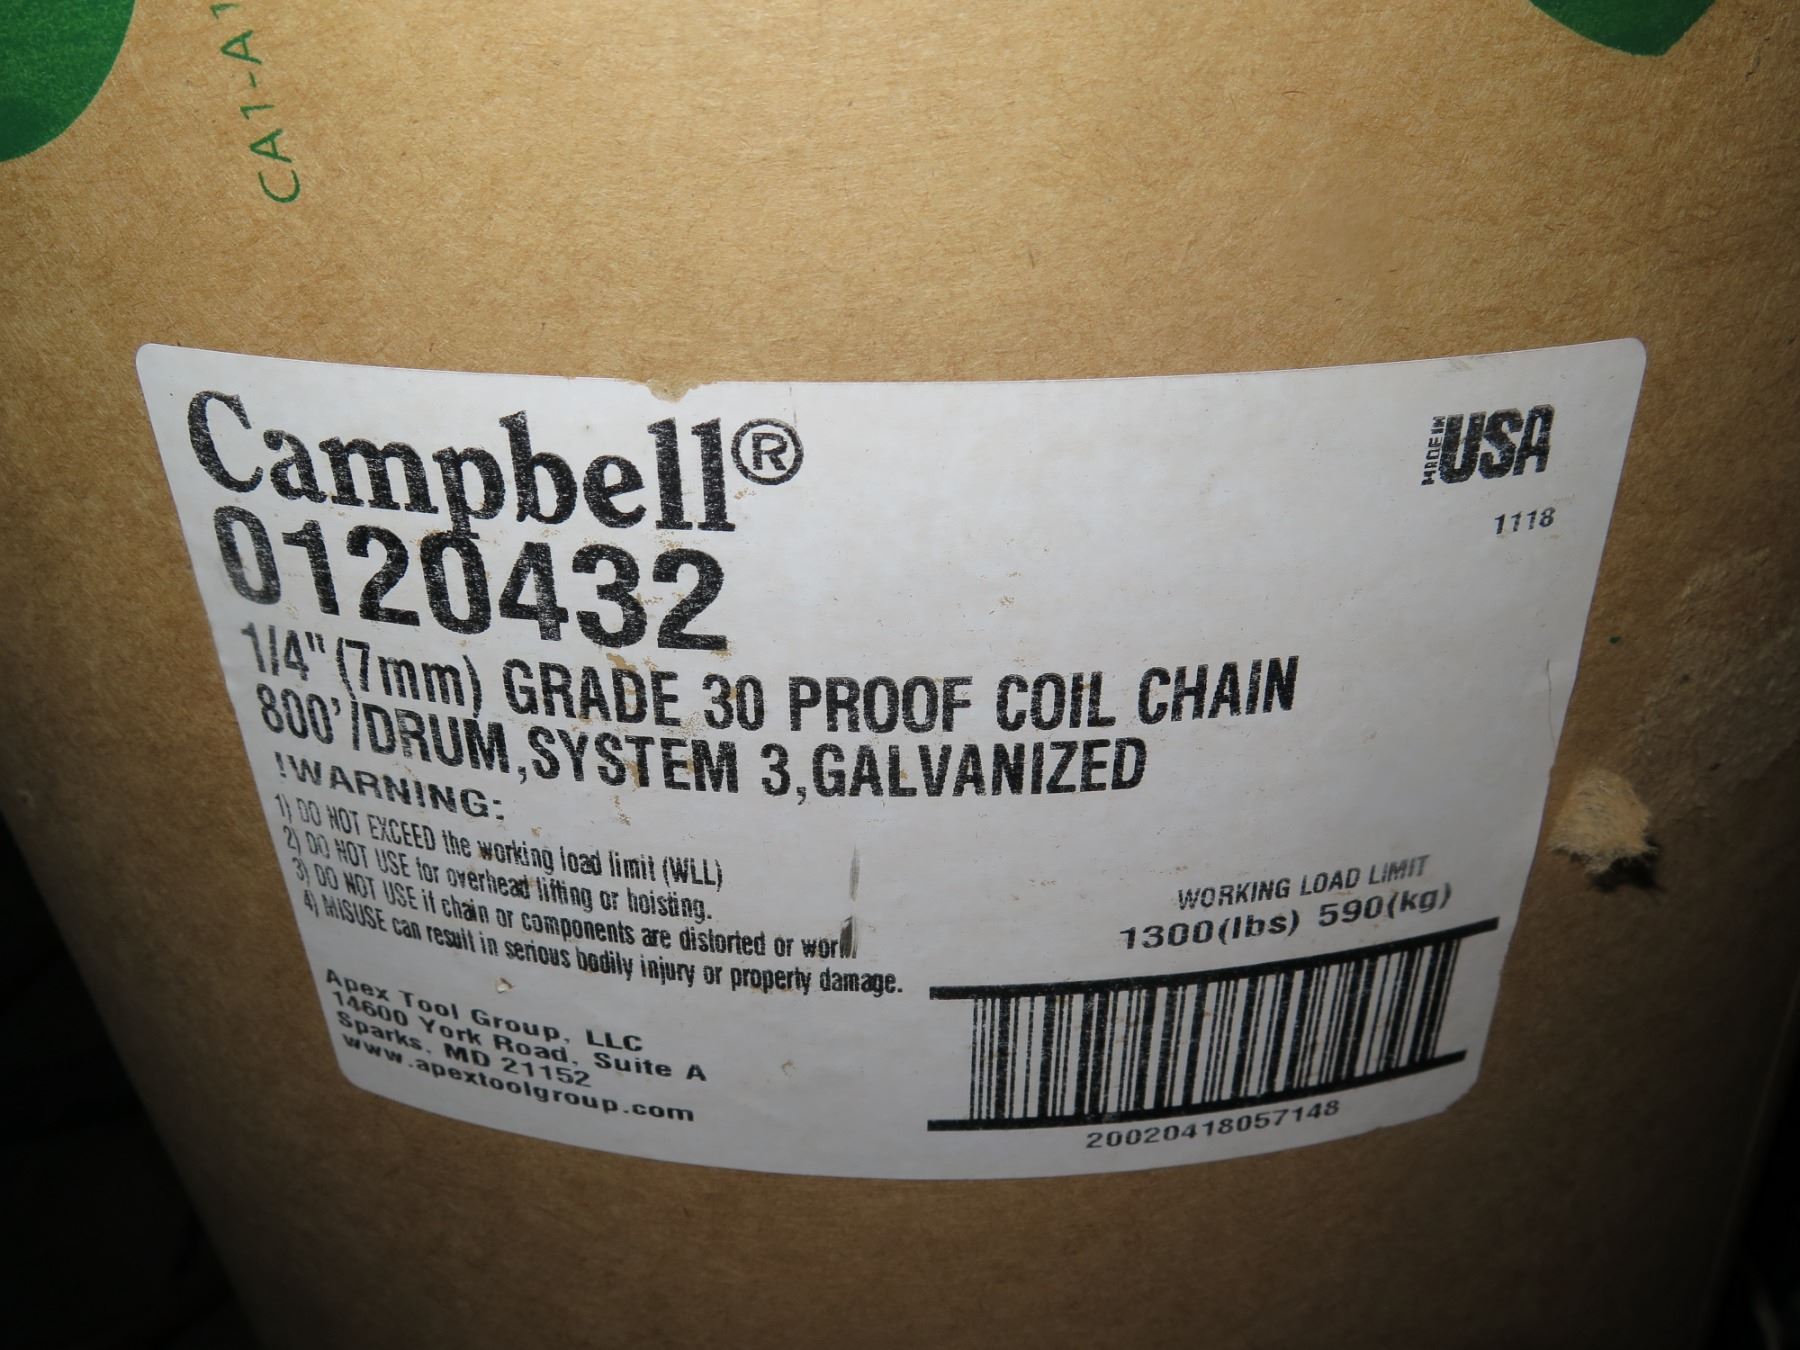 CA1-A1
Campbell®
MADE IN USA
0120432
1118
1/4" (7mm) GRADE 30 PROOF COIL CHAIN
800'/DRUM,SYSTEM 3,GALVANIZED
!WARNING:
1) DO NOT EXCEED the working load limit (WLL)
2) DO NOT USE for overhead lifting or hoisting.
3) DO NOT USE if chain or components are distorted or worn.
4) MISUSE can result in serious bodily injury or property damage.
WORKING LOAD LIMIT
1300(lbs) 590(kg)
Apex Tool Group, LLC
14600 York Road, Suite A
Sparks, MD 21152
www.apextoolgroup.com
20020418057148